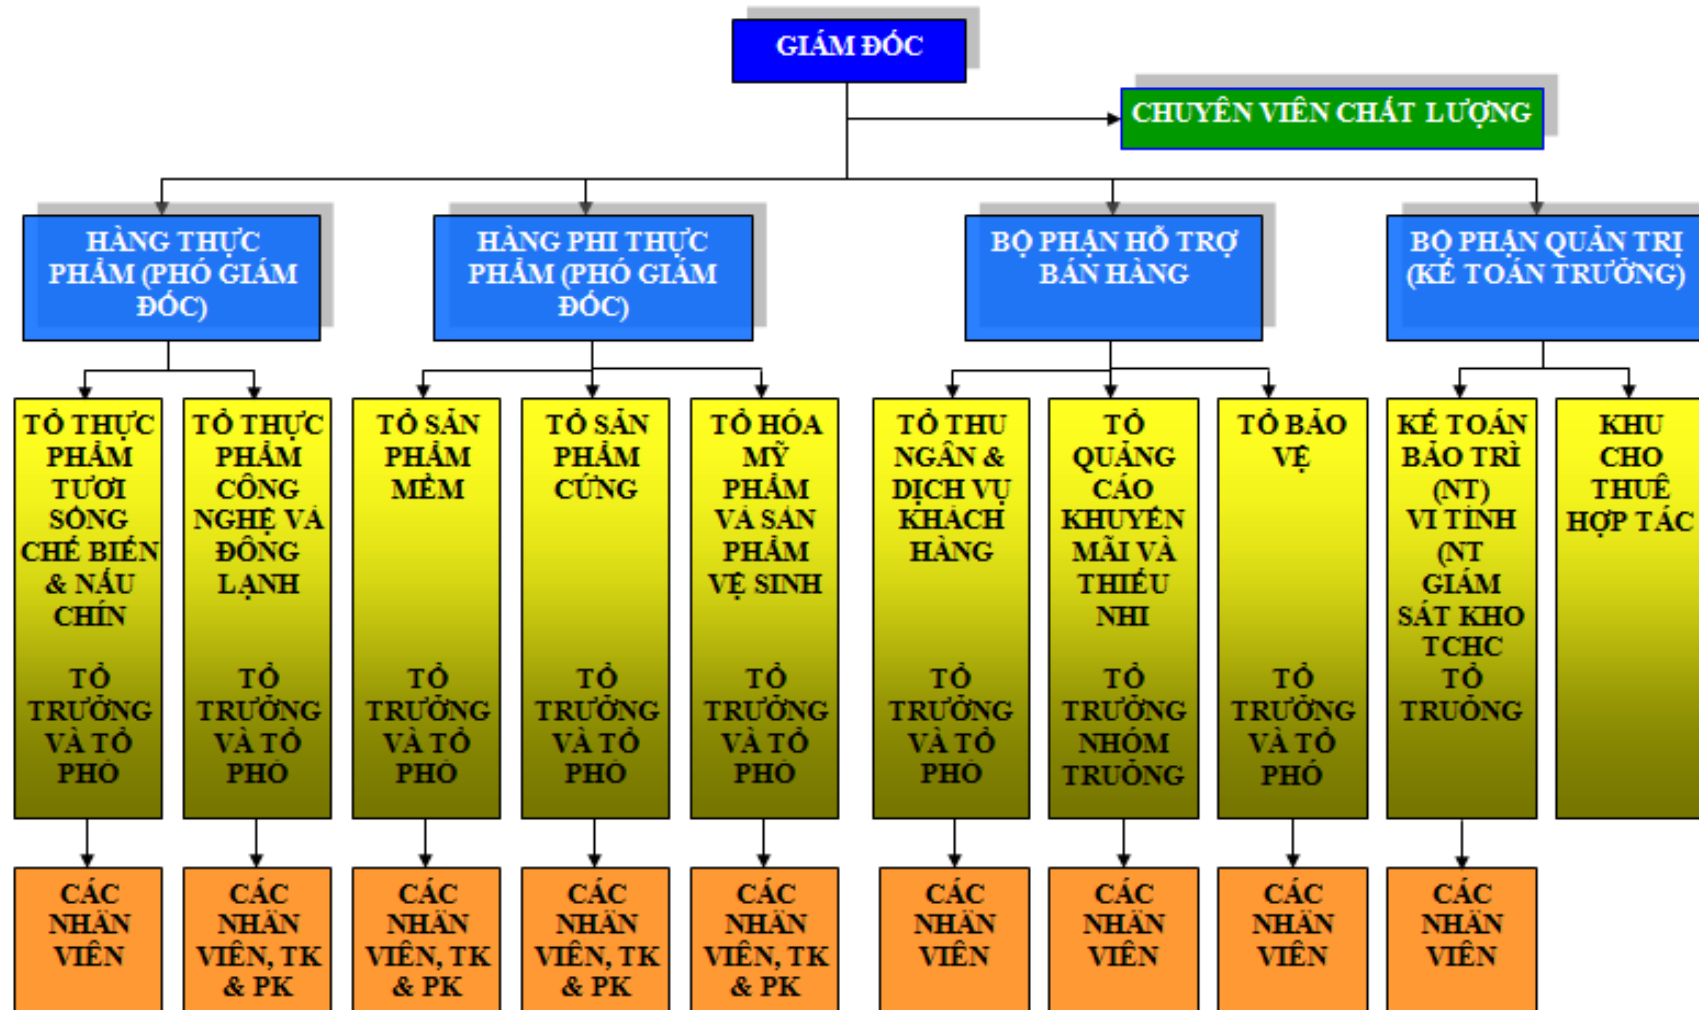 GIÁM ĐỐC
CHUYÊN VIÊN CHẤT LƯỢNG
HÀNG THỰC
PHẨM (PHÓ GIÁM
ĐỐC)
HÀNG PHI THỰC
PHẨM (PHÓ GIÁM
ĐỐC)
BỘ PHẬN HỖ TRỢ
BÁN HÀNG
BỘ PHẬN QUẢN TRỊ
(KẾ TOÁN TRƯỞNG)
TỔ THỰC
PHẨM
TƯƠI
SỐNG
CHẾ BIẾN
& NẤU
CHÍN
TỔ
TRƯỞNG
VÀ TỔ
PHÓ
TỔ THỰC
PHẨM
CÔNG
NGHỆ VÀ
ĐÔNG
LẠNH
TỔ
TRƯỞNG
VÀ TỔ
PHÓ
TỔ SẢN
PHẨM
MỀM
TỔ
TRƯỞNG
VÀ TỔ
PHÓ
TỔ SẢN
PHẨM
CỨNG
TỔ
TRƯỞNG
VÀ TỔ
PHÓ
TỔ HÓA
MỸ
PHẨM
VÀ SẢN
PHẨM
VỆ SINH
TỔ
TRƯỞNG
VÀ TỔ
PHÓ
TỔ THU
NGÂN &
DỊCH VỤ
KHÁCH
HÀNG
TỔ
TRƯỞNG
VÀ TỔ
PHÓ
TỔ
QUẢNG
CÁO
KHUYẾN
MÃI VÀ
THIẾU
NHI
TỔ
TRƯỞNG
NHÓM
TRUỞNG
TỔ BẢO
VỆ
TỔ
TRƯỞNG
VÀ TỔ
PHÓ
KẾ TOÁN
BẢO TRÌ
(NT)
VI TÍNH
(NT
GIÁM
SÁT KHO
TCHC
TỔ
TRUỞNG
KHU
CHO
THUÊ
HỢP TÁC
CÁC
NHÂN
VIÊN
CÁC
NHÂN
VIÊN, TK
& PK
CÁC
NHÂN
VIÊN, TK
& PK
CÁC
NHÂN
VIÊN, TK
& PK
CÁC
NHÂN
VIÊN, TK
& PK
CÁC
NHÂN
VIÊN
CÁC
NHÂN
VIÊN
CÁC
NHÂN
VIÊN
CÁC
NHÂN
VIÊN